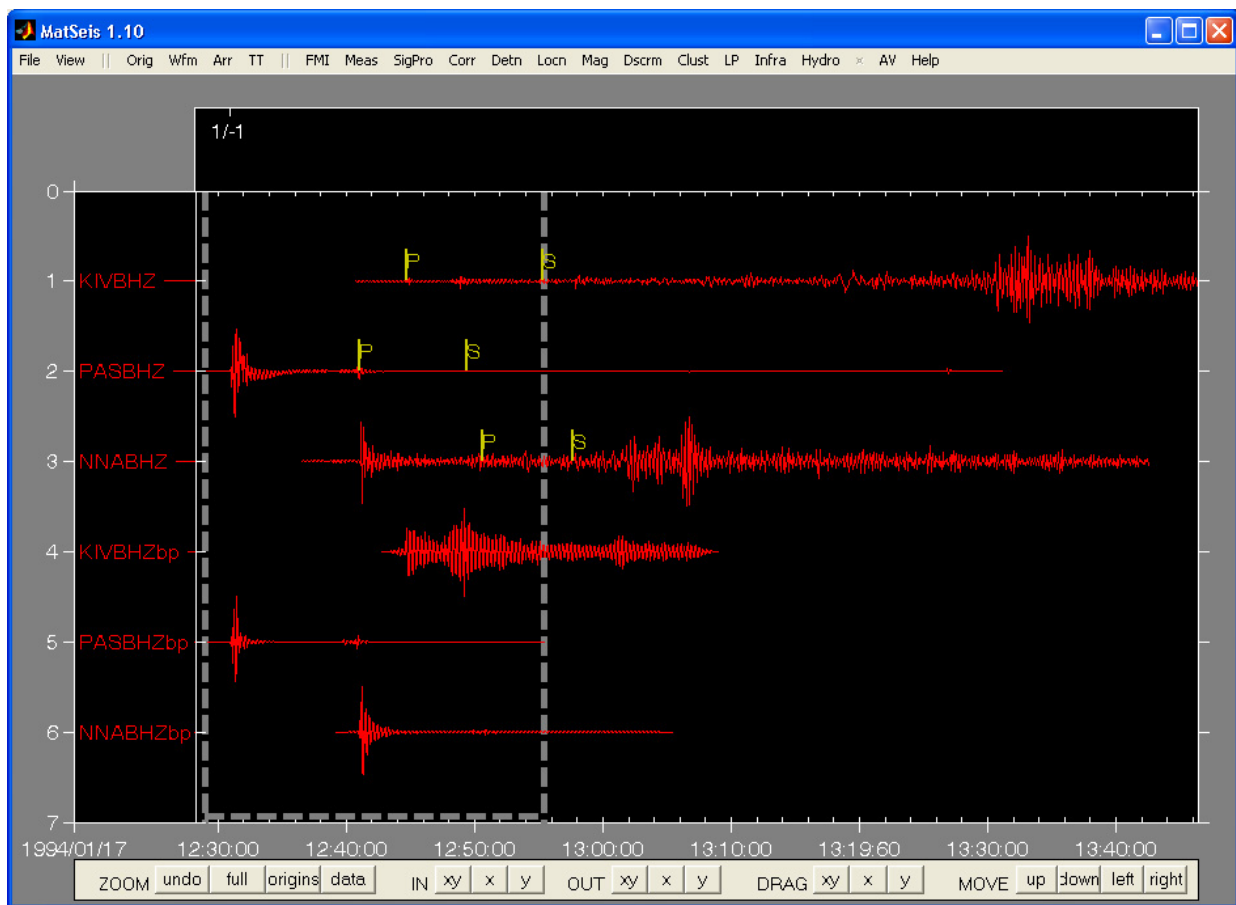 MatSeis 1.10
File View || Orig Wfm Arr TT || FMI Meas SigPro Corr Detn Locn Mag Dscrm Clust LP Infra Hydro × AV Help
1/-1
0
1 KIVBHZ P S
2 PASBHZ P S
3 NNABHZ P S
4 KIVBHZbp
5 PASBHZbp
6 NNABHZbp
7
1994/01/17 12:30:00 12:40:00 12:50:00 13:00:00 13:10:00 13:19:60 13:30:00 13:40:00
ZOOM undo full origins data IN xy x y OUT xy x y DRAG xy x y MOVE up down left right